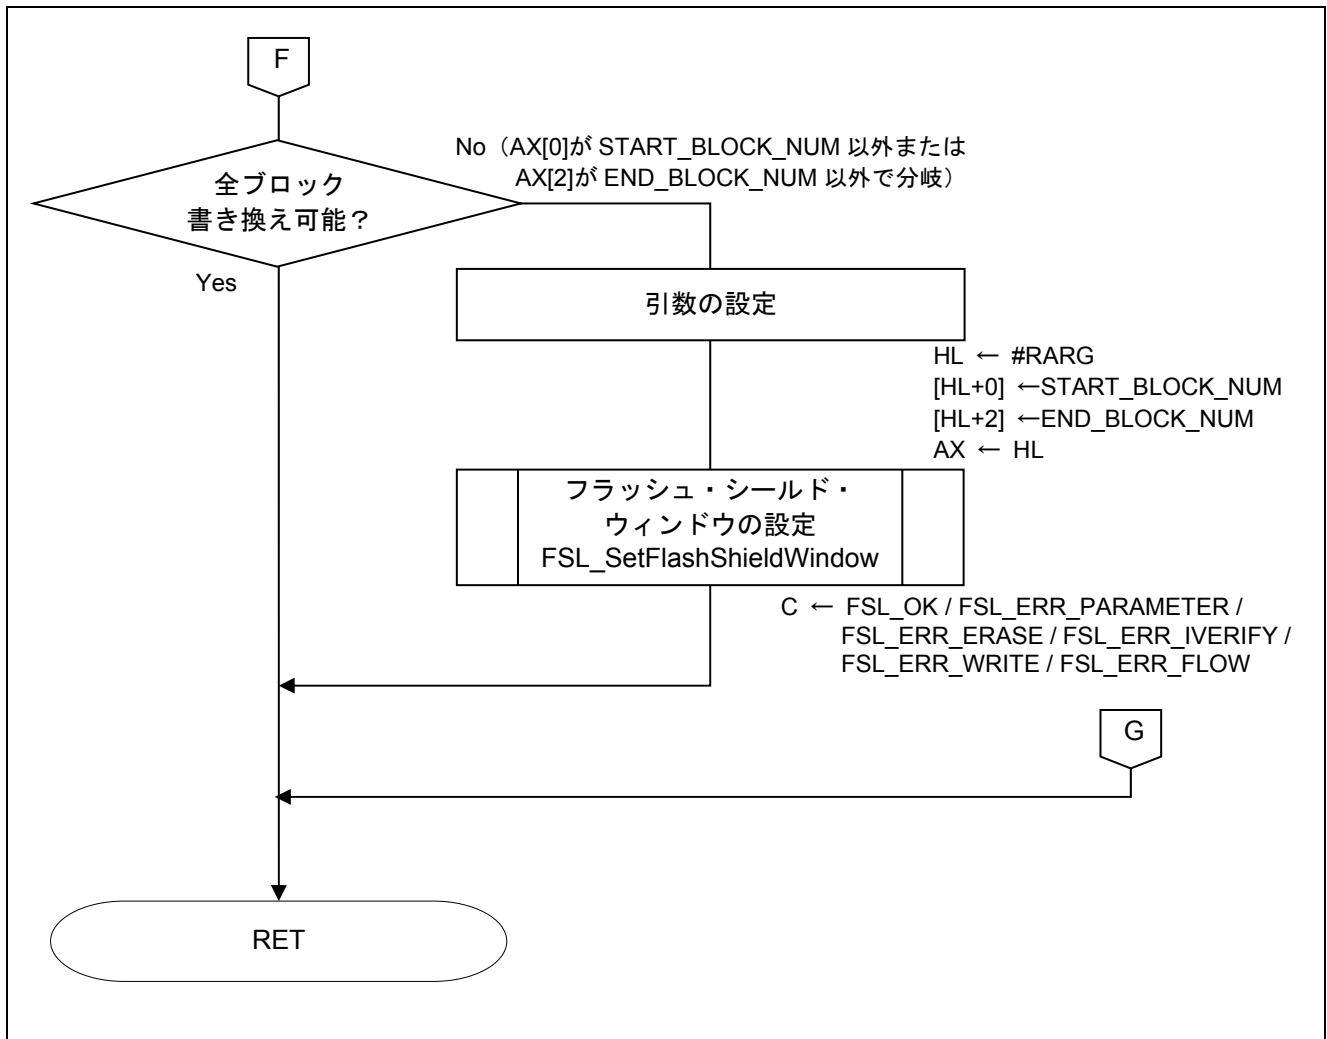 F
No（AX[0]が START_BLOCK_NUM 以外または
AX[2]が END_BLOCK_NUM 以外で分岐）
全ブロック
書き換え可能？
Yes
引数の設定
HL ← #RARG
[HL+0] ←START_BLOCK_NUM
[HL+2] ←END_BLOCK_NUM
AX ← HL
フラッシュ・シールド・
ウィンドウの設定
FSL_SetFlashShieldWindow
C ← FSL_OK / FSL_ERR_PARAMETER /
FSL_ERR_ERASE / FSL_ERR_IVERIFY /
FSL_ERR_WRITE / FSL_ERR_FLOW
G
RET